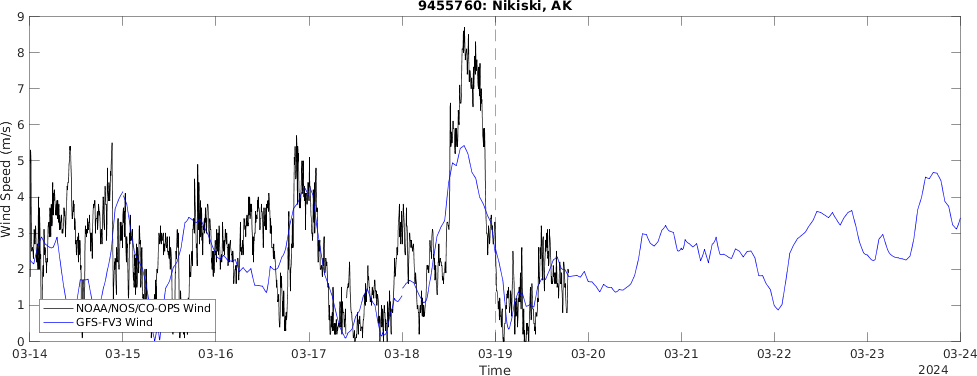 9455760: Nikiski, AK
9
8
7
6
5
4
3
2
1
0
Wind Speed (m/s)
NOAA/NOS/CO-OPS Wind
GFS-FV3 Wind
03-14 03-15 03-16 03-17 03-18 03-19 03-20 03-21 03-22 03-23 03-24
Time
2024